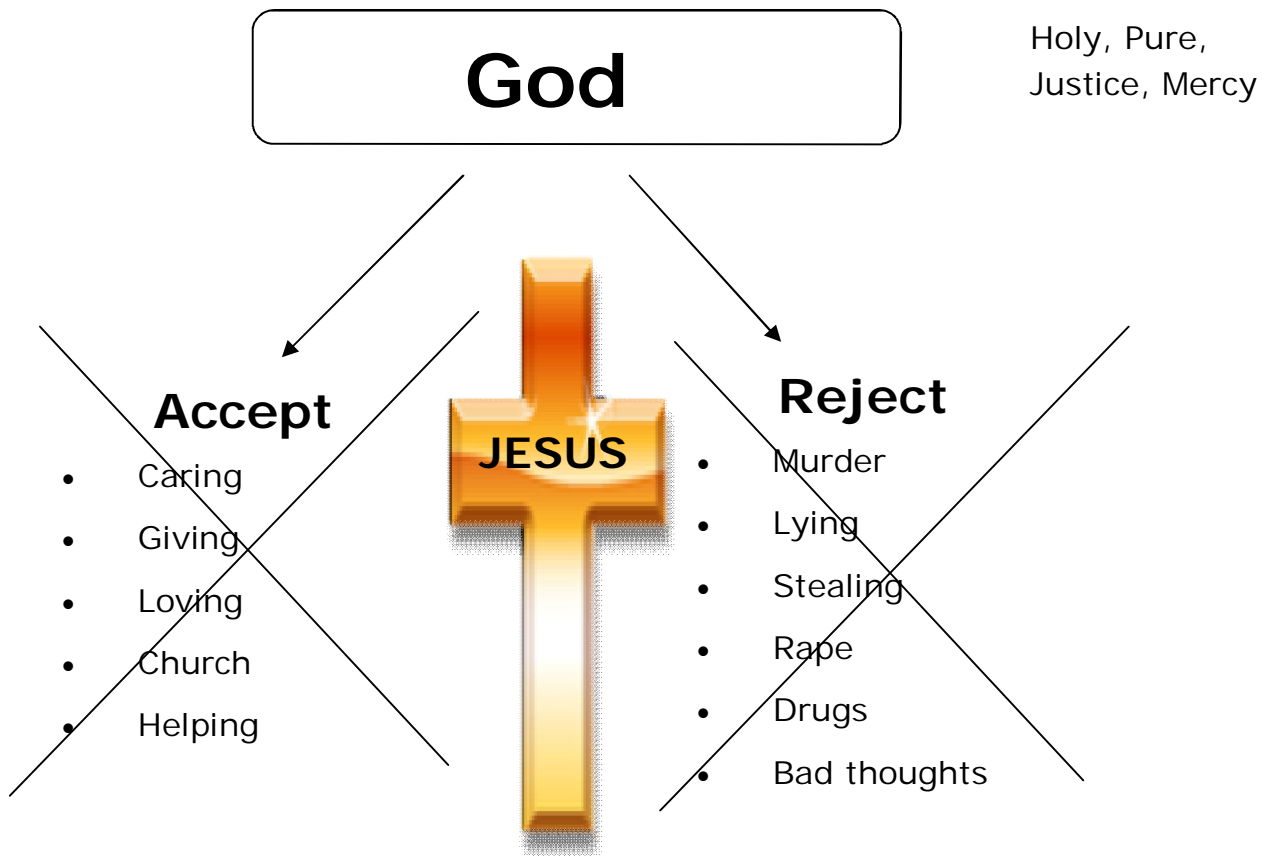 God
Holy, Pure,
Justice, Mercy
Accept
• Caring
• Giving
• Loving
• Church
• Helping
JESUS
Reject
• Murder
• Lying
• Stealing
• Rape
• Drugs
• Bad thoughts